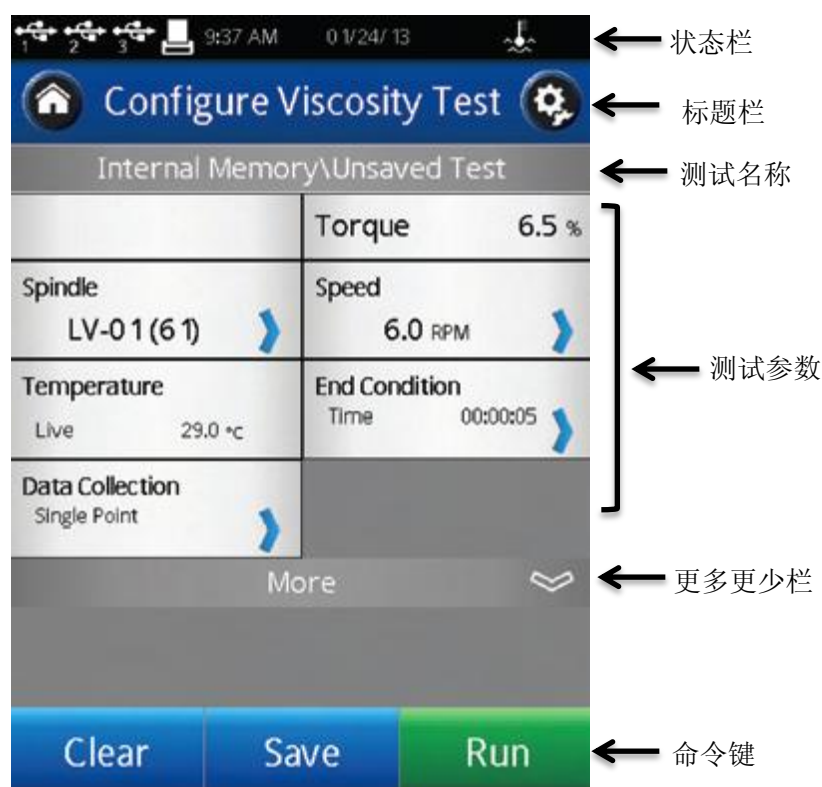 1 2 3 9:37 AM 01/24/13 状态栏
Configure Viscosity Test 标题栏
Internal Memory\Unsaved Test 测试名称
Torque 6.5 %
Spindle Speed
LV-01(61) 6.0 RPM
Temperature End Condition 测试参数
Live 29.0 °C Time 00:00:05
Data Collection
Single Point
More 更多更少栏
Clear Save Run 命令键